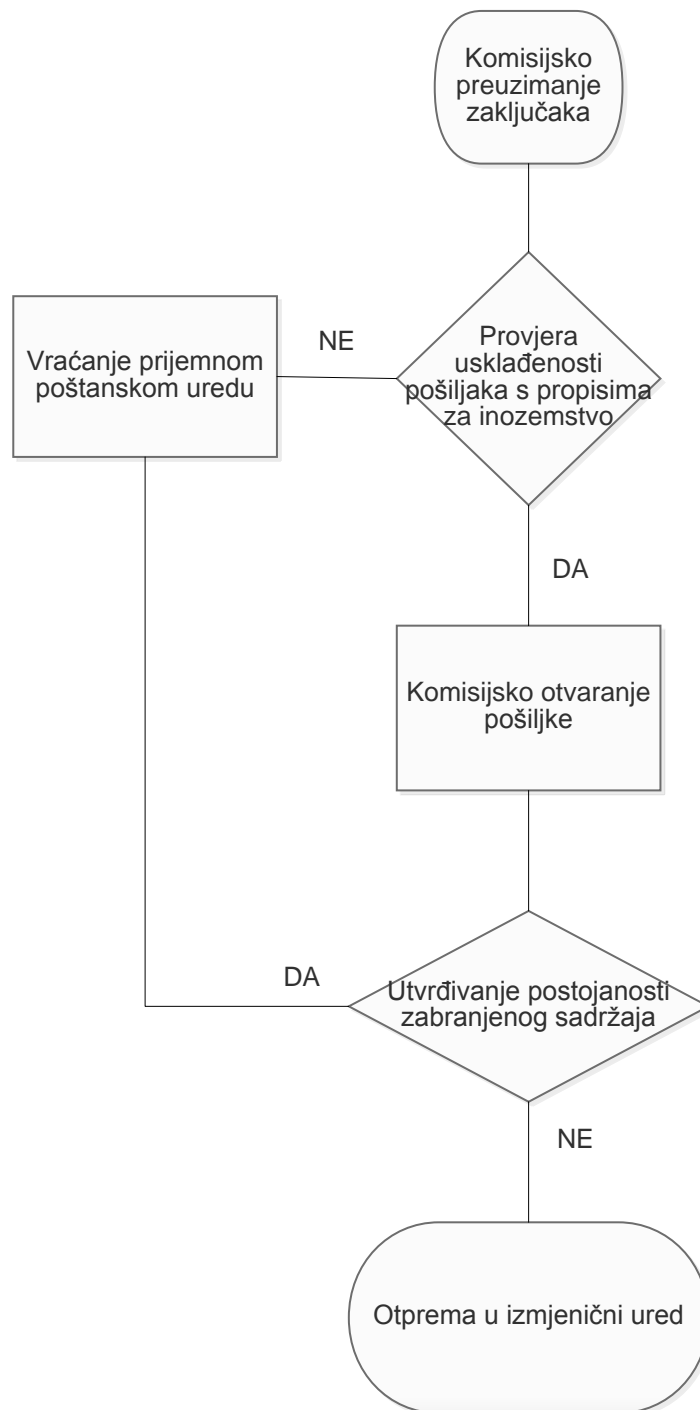 Komisijsko
preuzimanje
zaključaka
Vraćanje prijemnom
poštanskom uredu
NE
Provjera
usklađenosti
pošiljaka s propisima
za inozemstvo
DA
Komisijsko otvaranje
pošiljke
DA
Utvrđivanje postojanosti
zabranjenog sadržaja
NE
Otprema u izmjenični ured